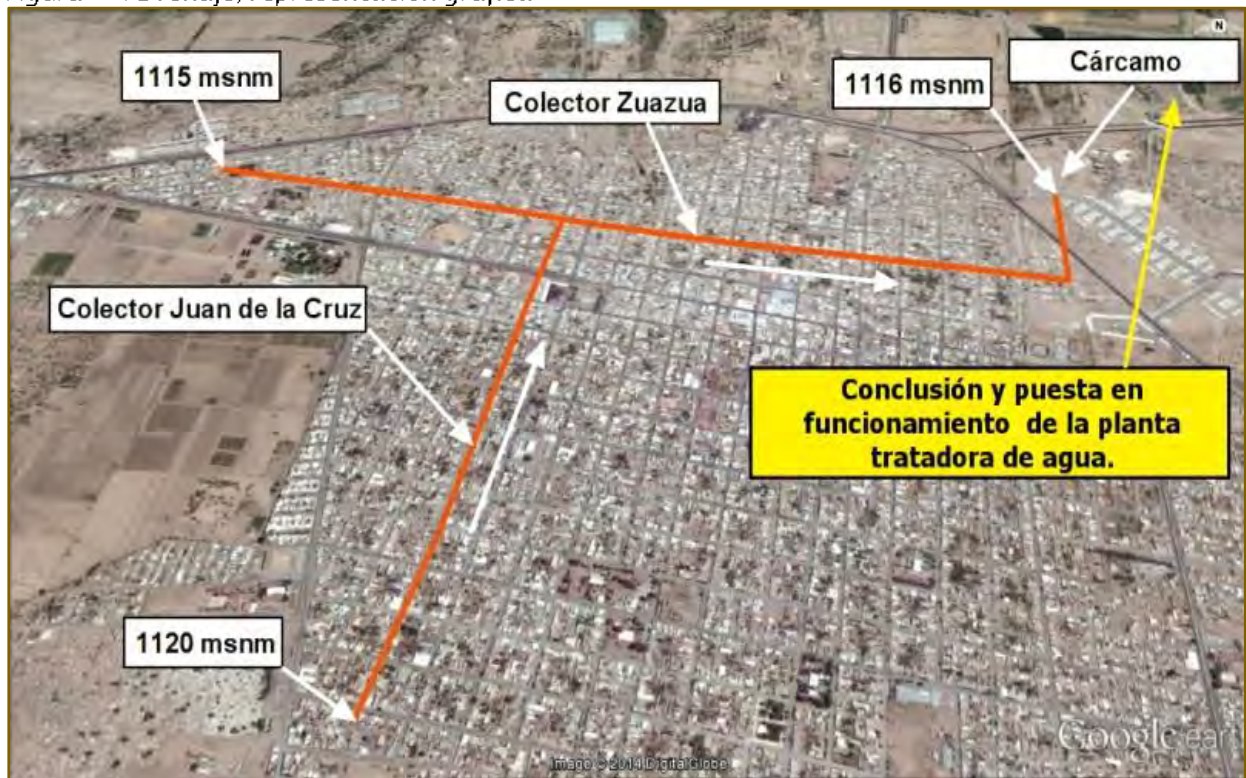 1115 msnm
Colector Zuazua
1116 msnm
Cárcamo
N
Colector Juan de la Cruz
Conclusión y puesta en
funcionamiento de la planta
tratadora de agua.
1120 msnm
Google ear
Image © 2014 DigitalGlobe